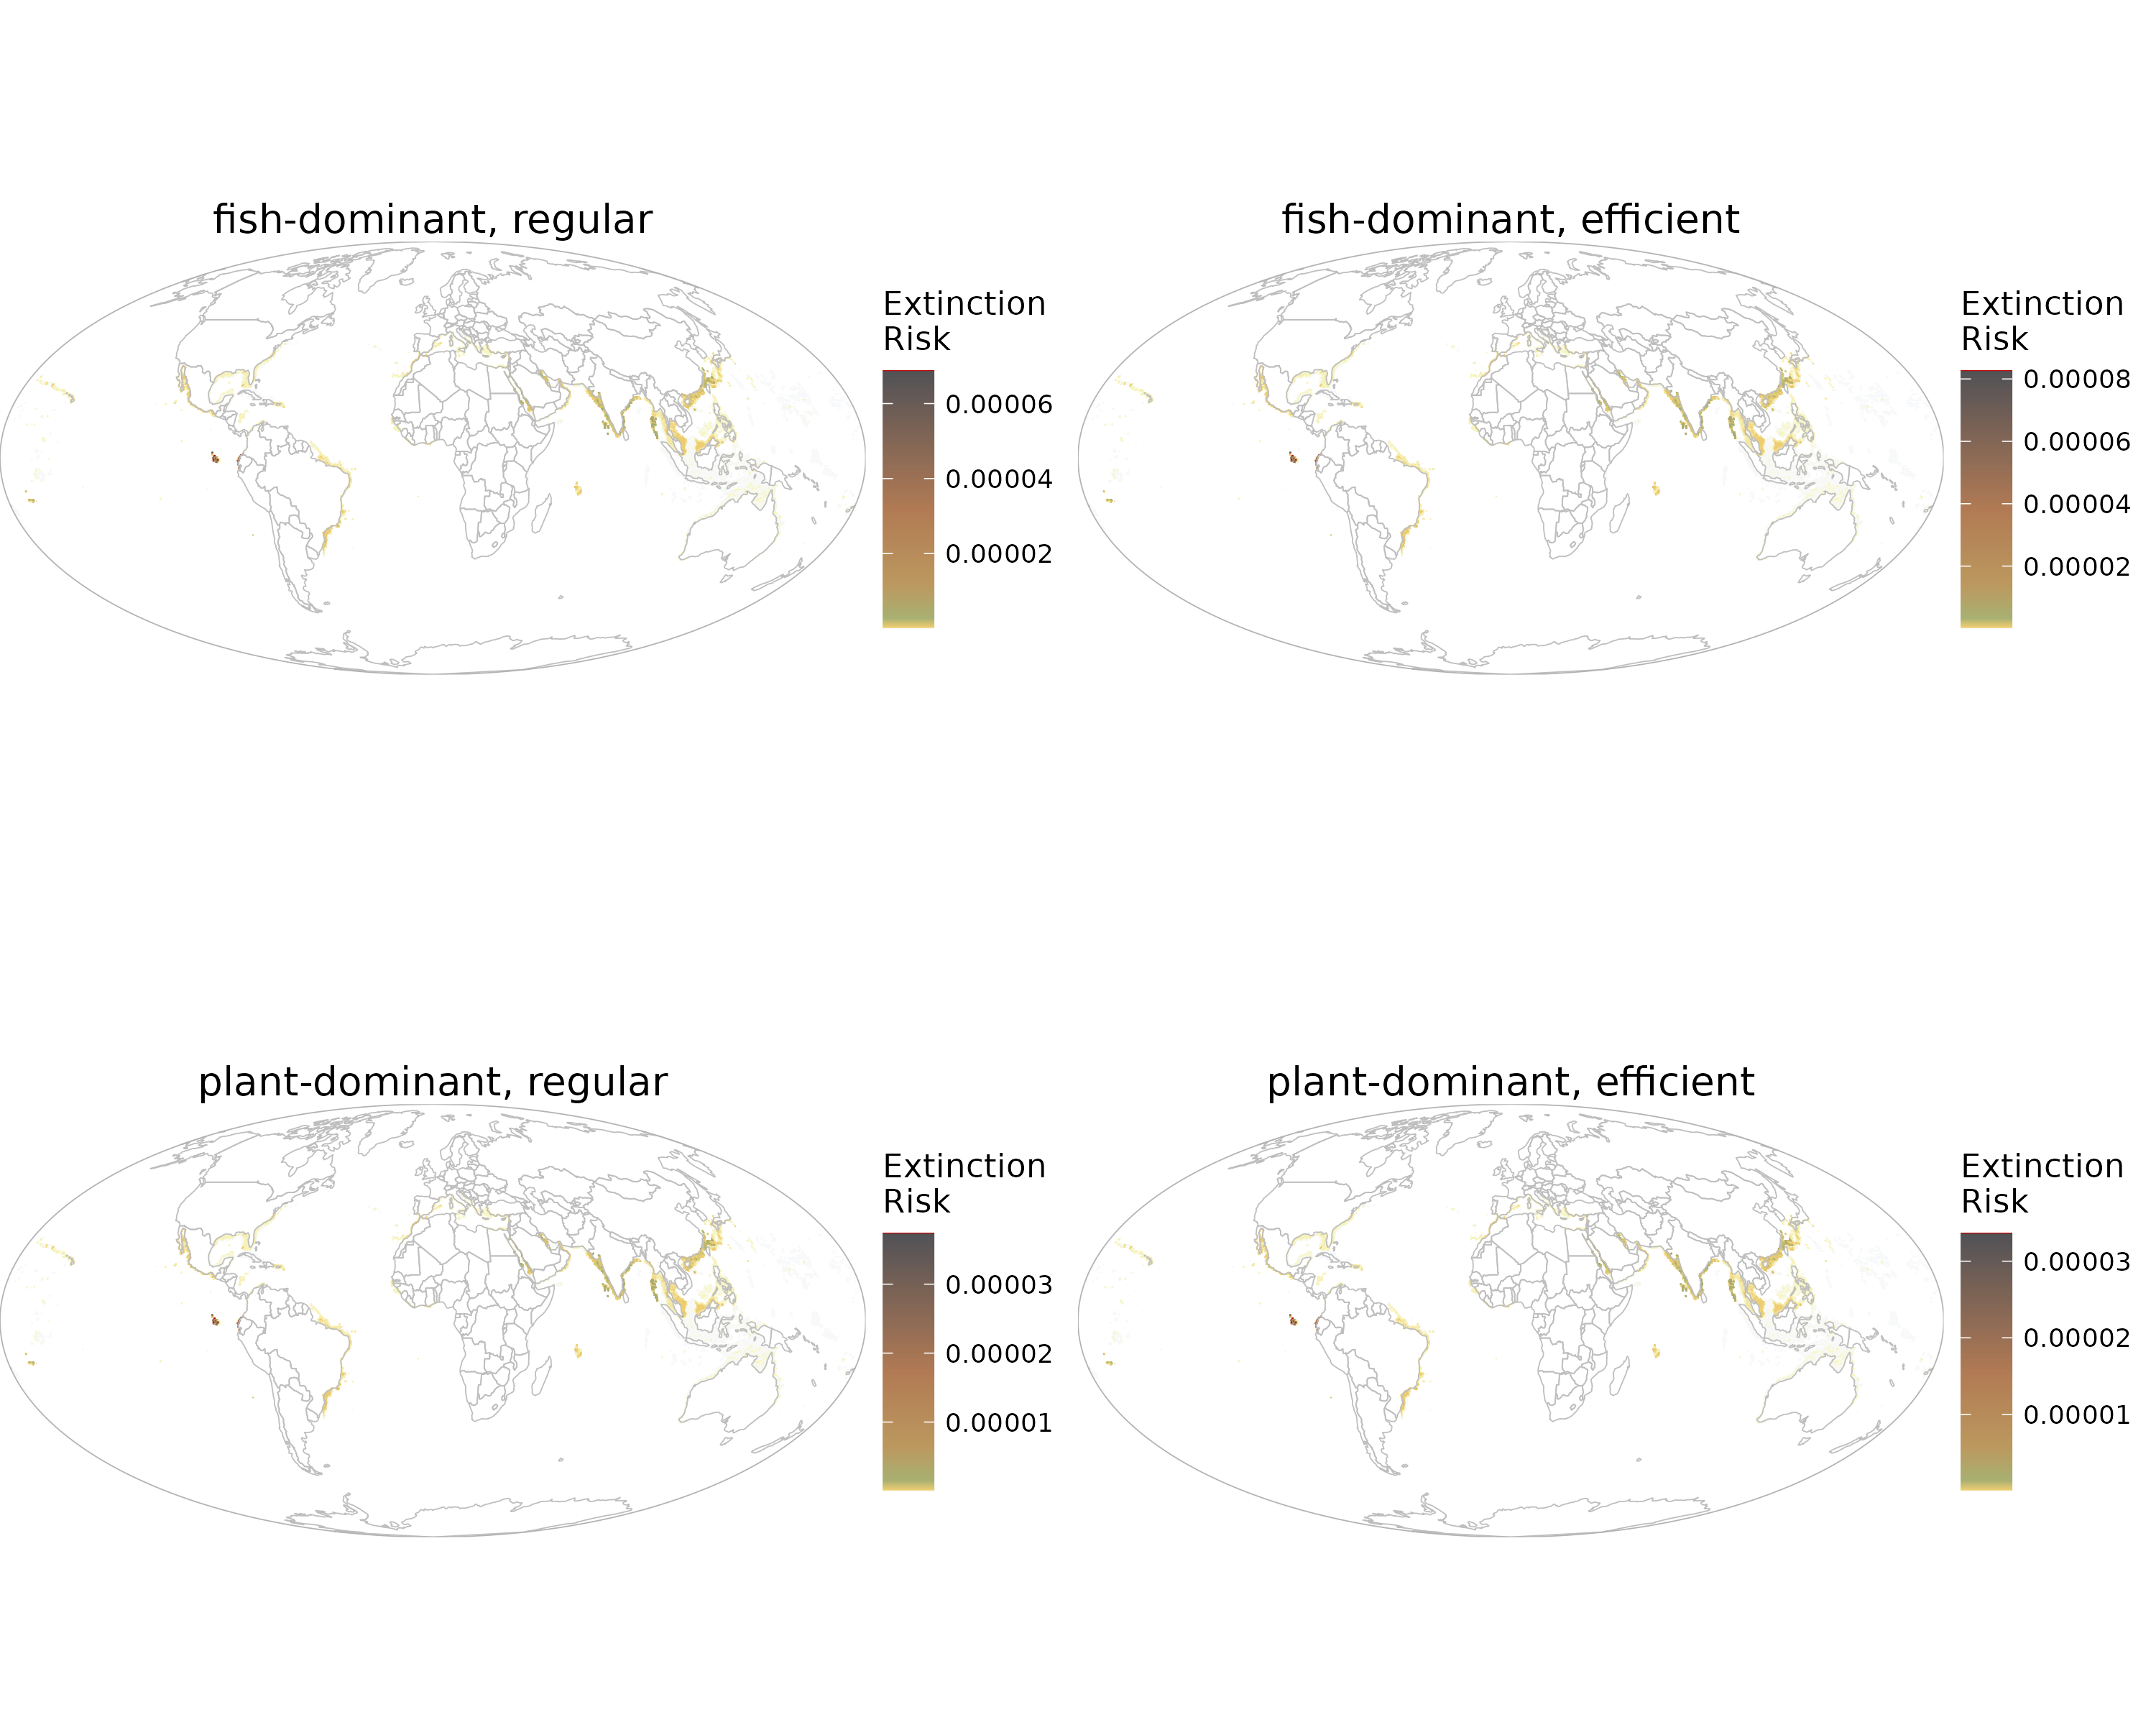 fish-dominant, regular
Extinction
Risk
0.00006
0.00004
0.00002
fish-dominant, efficient
Extinction
Risk
0.00008
0.00006
0.00004
0.00002
plant-dominant, regular
Extinction
Risk
0.00003
0.00002
0.00001
plant-dominant, efficient
Extinction
Risk
0.00003
0.00002
0.00001